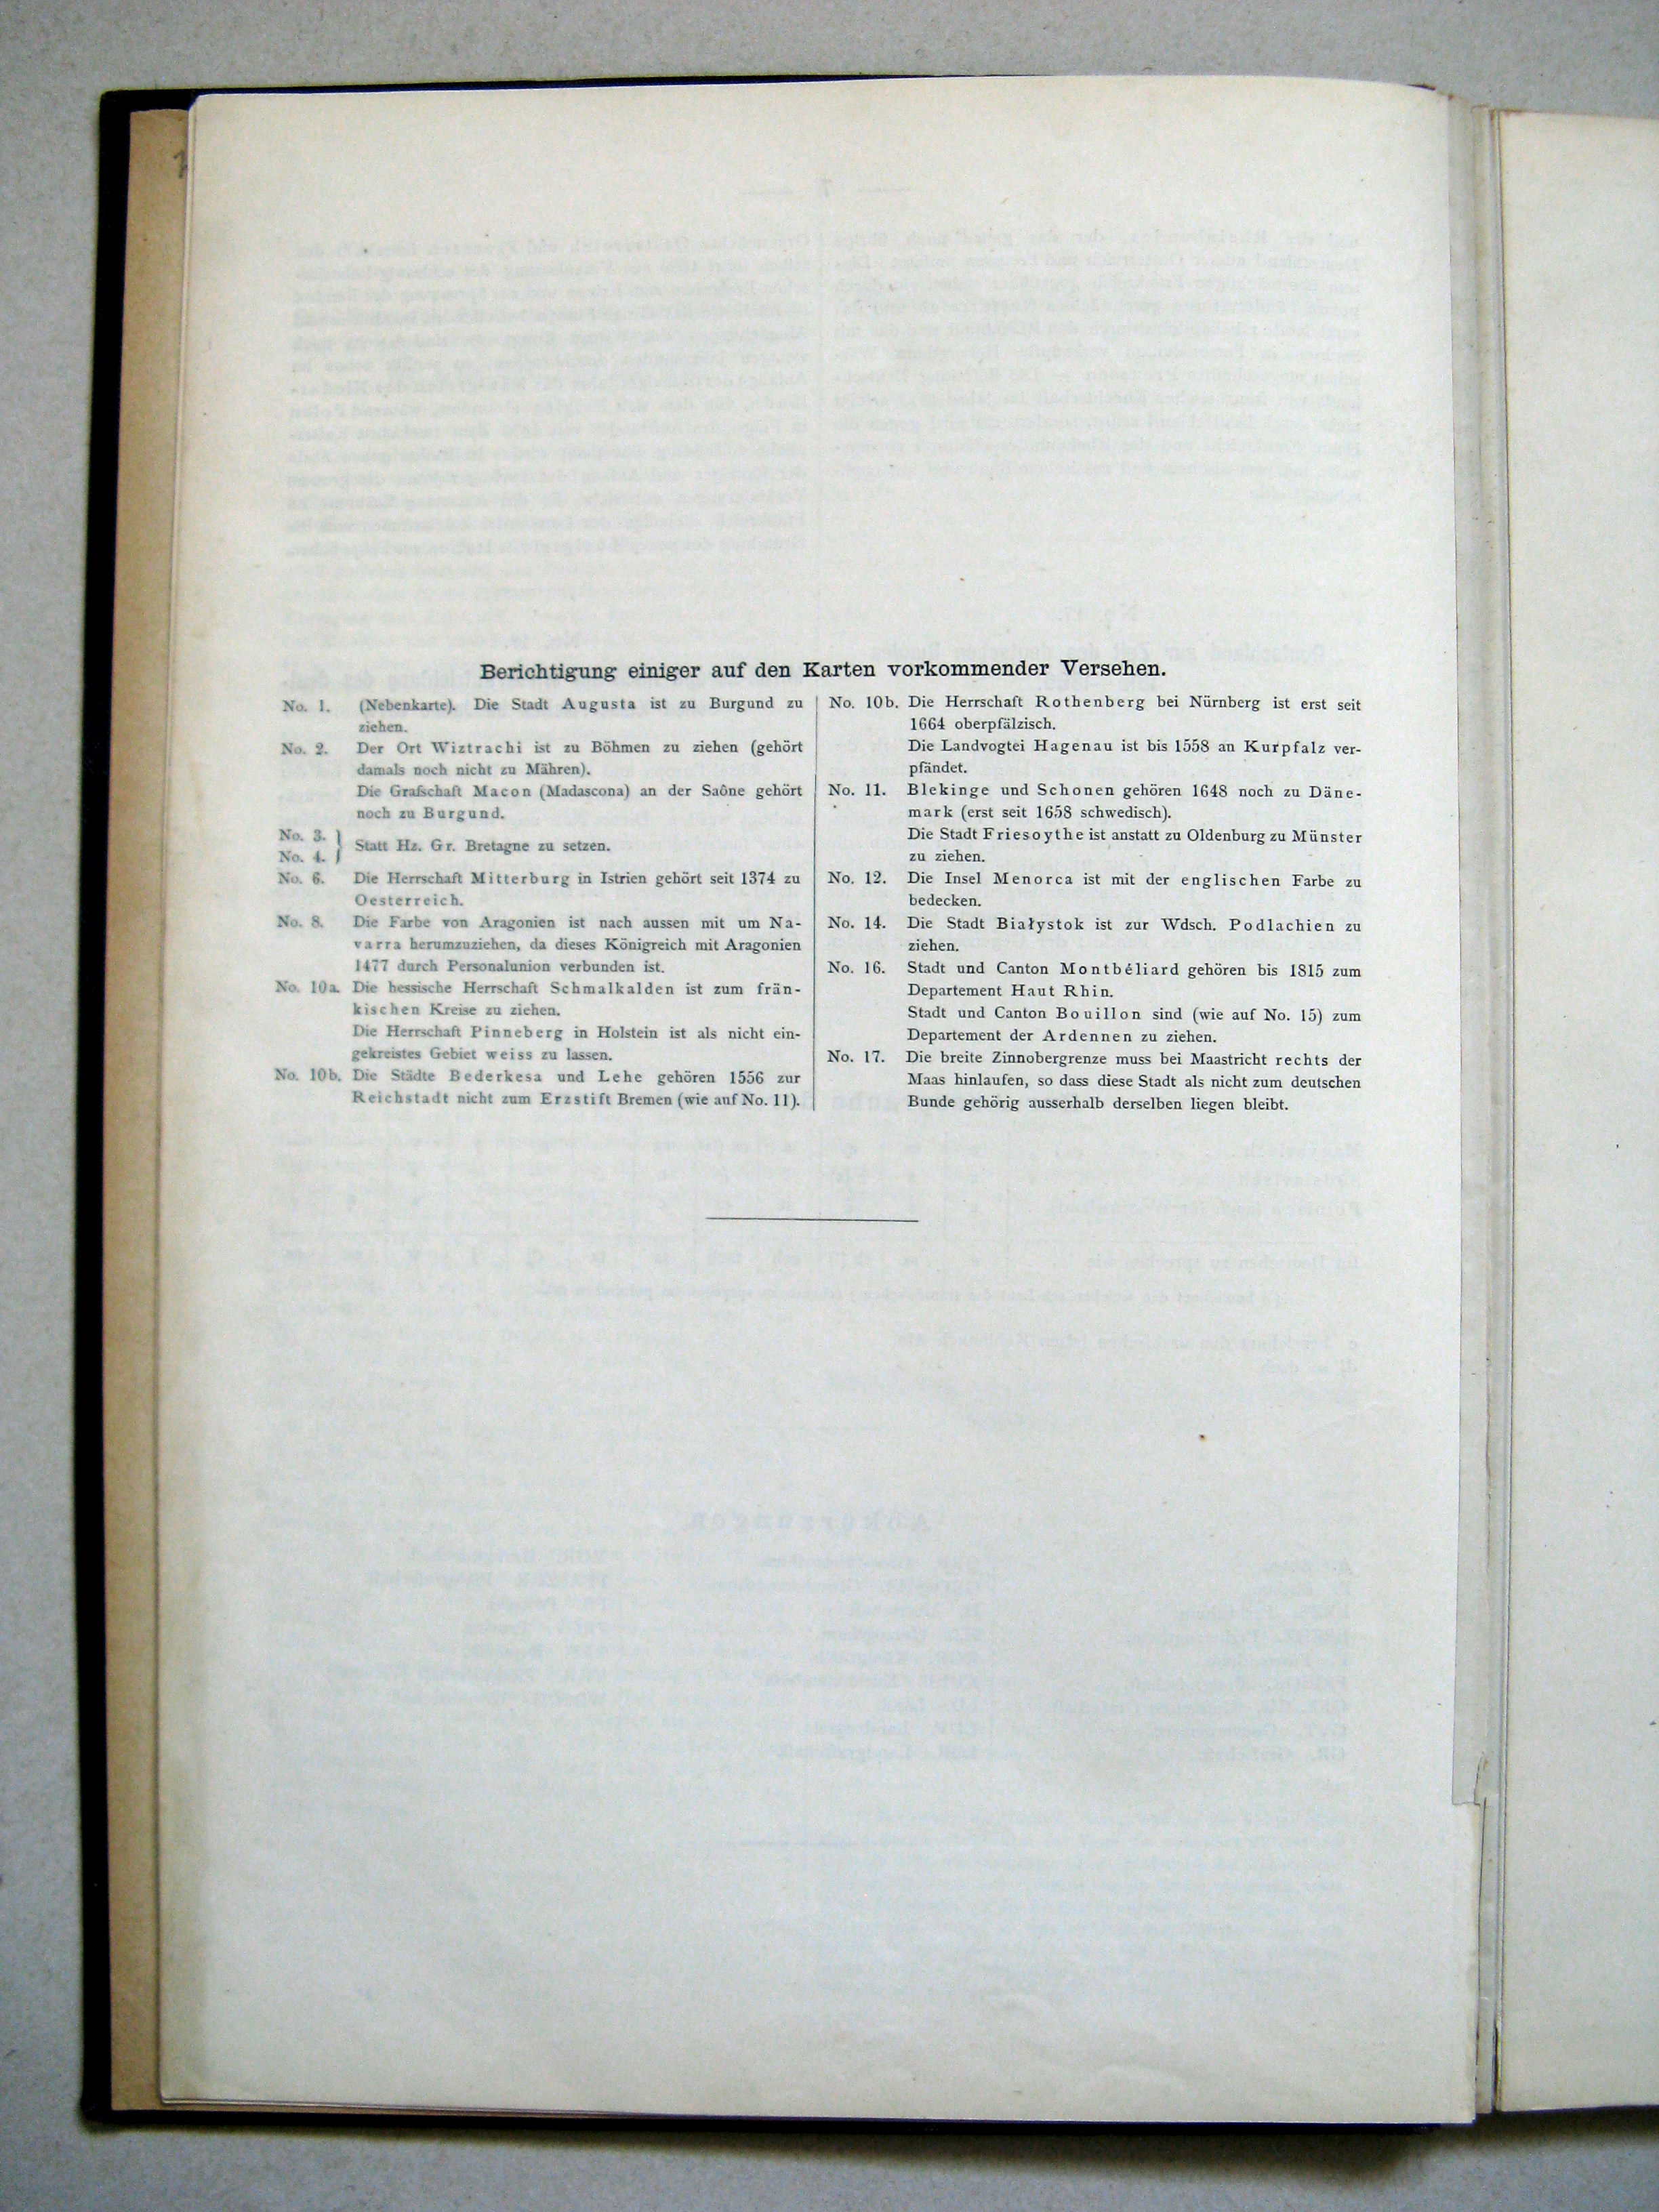 Berichtigung einiger auf den Karten vorkommender Versehen.
No. 1. (Nebenkarte). Die Stadt Augusta ist zu Burgund zu
ziehen.
No. 2. Der Ort Wiztrachi ist zu Böhmen zu ziehen (gehört
damals noch nicht zu Mähren).
Die Grafschaft Macon (Madascona) an der Saône gehört
noch zu Burgund.
No. 3. }
No. 4. } Statt Hz. Gr. Bretagne zu setzen.
No. 6. Die Herrschaft Mitterburg in Istrien gehört seit 1374 zu
Oesterreich.
No. 8. Die Farbe von Aragonien ist nach aussen mit um Na-
varra herumzuziehen, da dieses Königreich mit Aragonien
1477 durch Personalunion verbunden ist.
No. 10a. Die hessische Herrschaft Schmalkalden ist zum frän-
kischen Kreise zu ziehen.
Die Herrschaft Pinneberg in Holstein ist als nicht ein-
gekreistes Gebiet weiss zu lassen.
No. 10b. Die Städte Bederkesa und Lehe gehören 1556 zur
Reichstadt nicht zum Erzstift Bremen (wie auf No. 11).
No. 10b. Die Herrschaft Rothenberg bei Nürnberg ist erst seit
1664 oberpfälzisch.
Die Landvogtei Hagenau ist bis 1558 an Kurpfalz ver-
pfändet.
No. 11. Blekinge und Schonen gehören 1648 noch zu Däne-
mark (erst seit 1658 schwedisch).
Die Stadt Friesoythe ist anstatt zu Oldenburg zu Münster
zu ziehen.
No. 12. Die Insel Menorca ist mit der englischen Farbe zu
bedecken.
No. 14. Die Stadt Białystok ist zur Wdsch. Podlachien zu
ziehen.
No. 16. Stadt und Canton Montbéliard gehören bis 1815 zum
Departement Haut Rhin.
Stadt und Canton Bouillon sind (wie auf No. 15) zum
Departement der Ardennen zu ziehen.
No. 17. Die breite Zinnobergrenze muss bei Maastricht rechts der
Maas hinlaufen, so dass diese Stadt als nicht zum deutschen
Bunde gehörig ausserhalb derselben liegen bleibt.